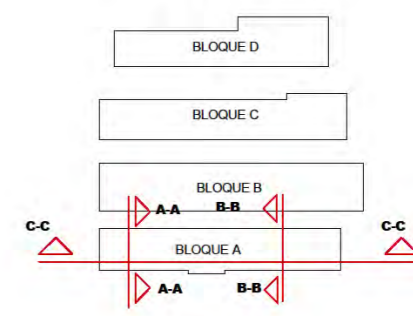 BLOQUE D
BLOQUE C
BLOQUE B
A-A B-B
C-C C-C
BLOQUE A
A-A B-B